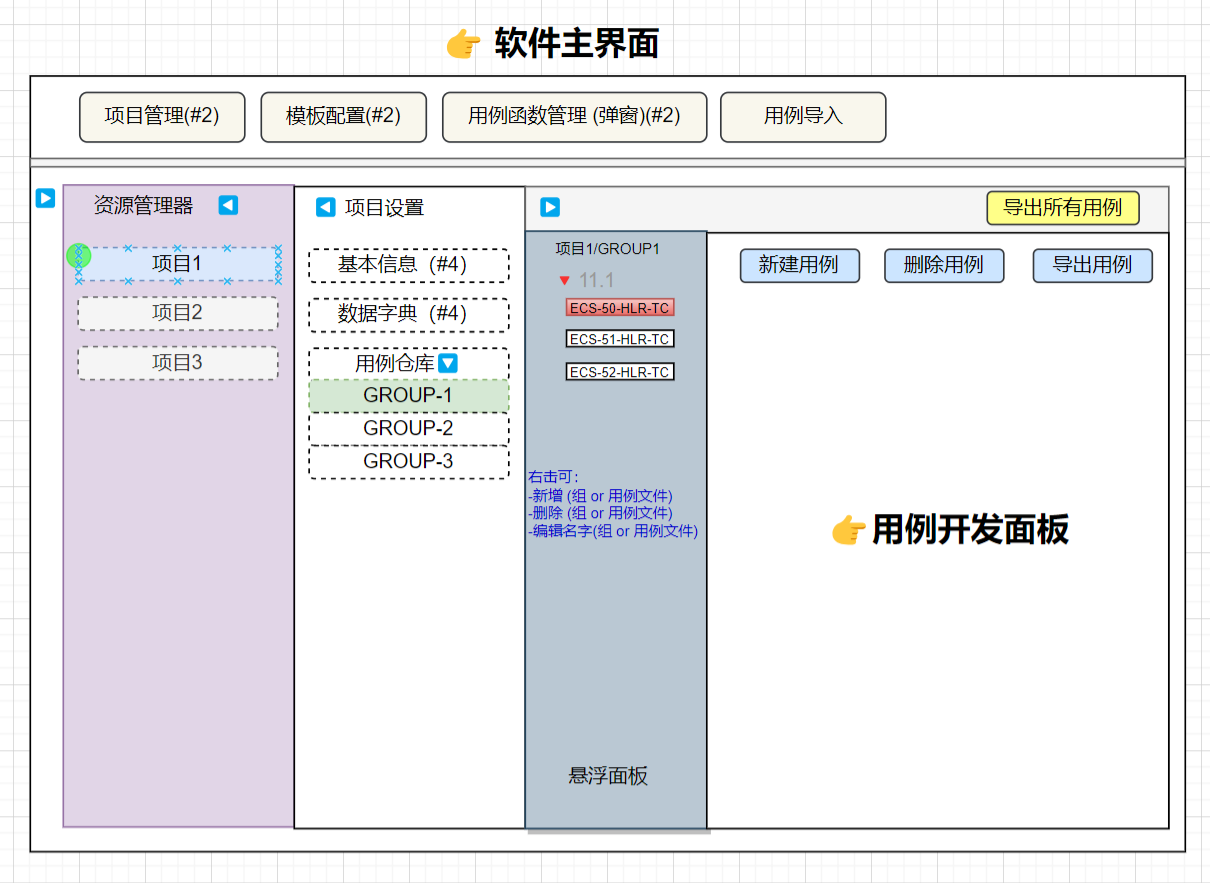 👉 软件主界面
项目管理(#2)
模板配置(#2)
用例函数管理 (弹窗)(#2)
用例导入
资源管理器
项目1
项目2
项目3
项目设置
基本信息（#4）
数据字典（#4）
用例仓库
GROUP-1
GROUP-2
GROUP-3
导出所有用例
项目1/GROUP1
11.1
ECS-50-HLR-TC
ECS-51-HLR-TC
ECS-52-HLR-TC
右击可：
-新增 (组 or 用例文件)
-删除 (组 or 用例文件)
-编辑名字(组 or 用例文件)
悬浮面板
新建用例
删除用例
导出用例
👉用例开发面板